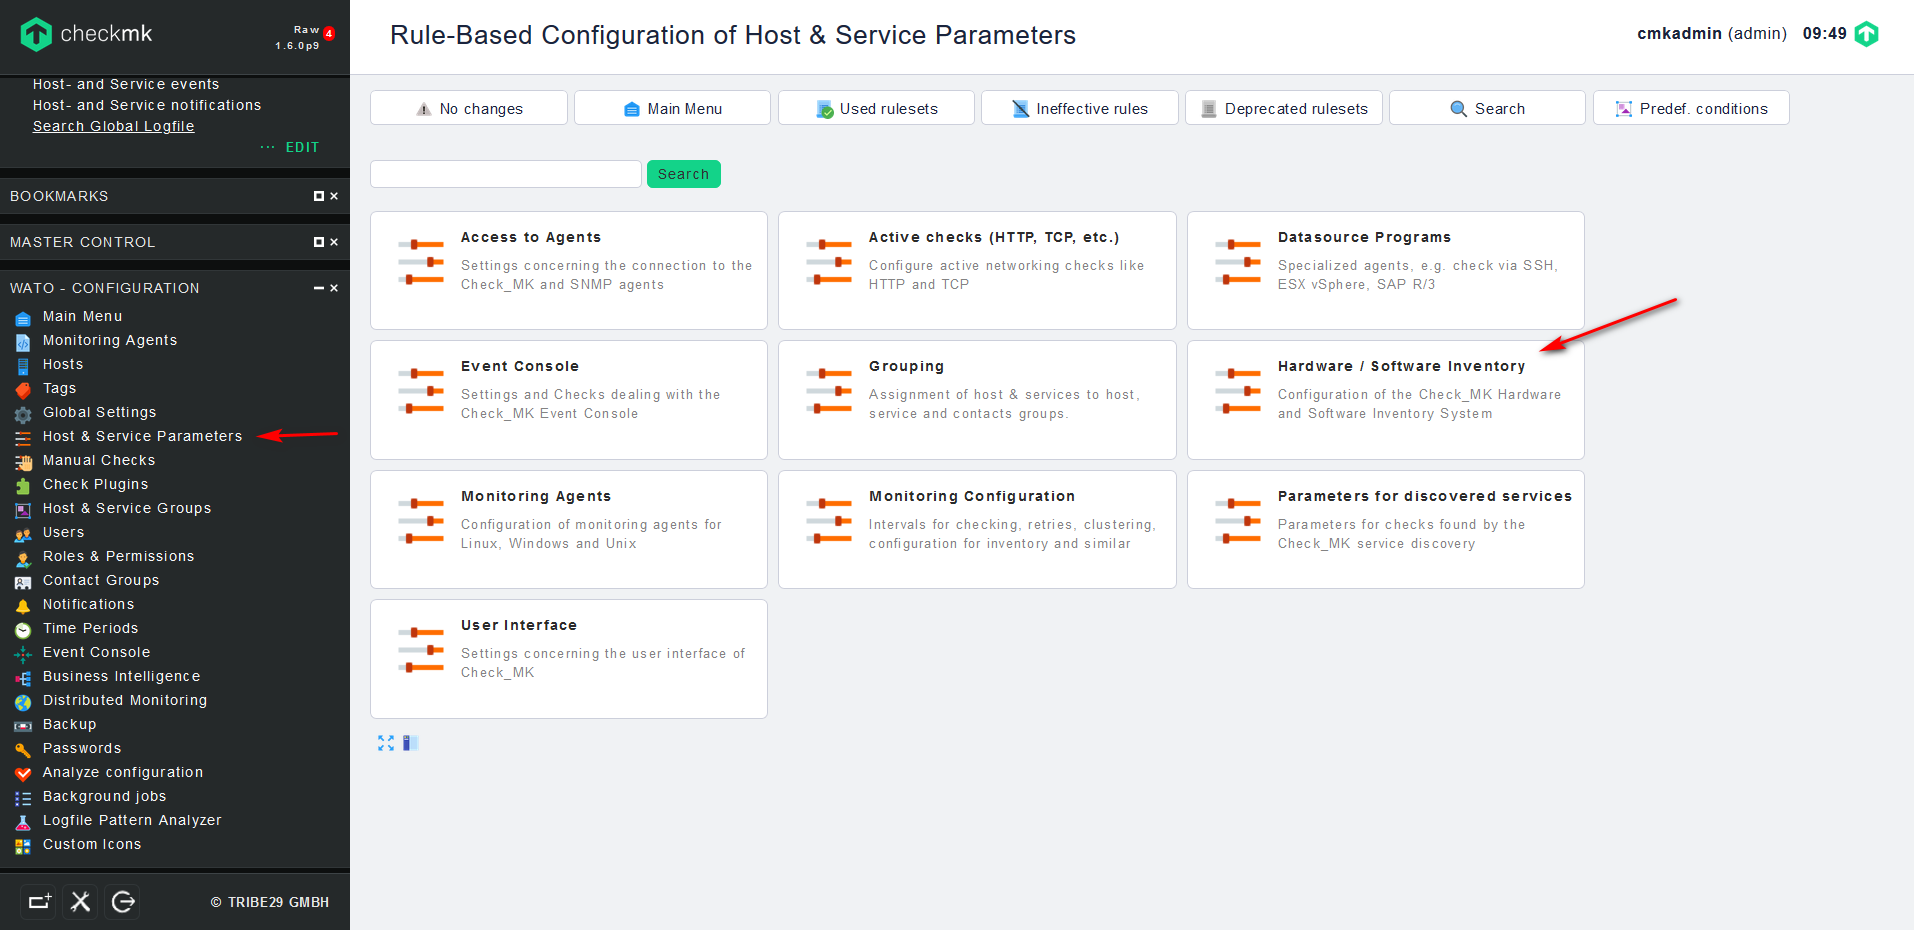 checkmk
Raw 4
1.6.0p9
Host- and Service events
Host- and Service notifications
Search Global Logfile
··· EDIT
BOOKMARKS
MASTER CONTROL
WATO - CONFIGURATION
Main Menu
Monitoring Agents
Hosts
Tags
Global Settings
Host & Service Parameters
Manual Checks
Check Plugins
Host & Service Groups
Users
Roles & Permissions
Contact Groups
Notifications
Time Periods
Event Console
Business Intelligence
Distributed Monitoring
Backup
Passwords
Analyze configuration
Background jobs
Logfile Pattern Analyzer
Custom Icons
© TRIBE29 GMBH
Rule-Based Configuration of Host & Service Parameters
cmkadmin (admin) 09:49
No changes
Main Menu
Used rulesets
Ineffective rules
Deprecated rulesets
Search
Predef. conditions
Search
Access to Agents
Settings concerning the connection to the
Check_MK and SNMP agents
Active checks (HTTP, TCP, etc.)
Configure active networking checks like
HTTP and TCP
Datasource Programs
Specialized agents, e.g. check via SSH,
ESX vSphere, SAP R/3
Event Console
Settings and Checks dealing with the
Check_MK Event Console
Grouping
Assignment of host & services to host,
service and contacts groups.
Hardware / Software Inventory
Configuration of the Check_MK Hardware
and Software Inventory System
Monitoring Agents
Configuration of monitoring agents for
Linux, Windows and Unix
Monitoring Configuration
Intervals for checking, retries, clustering,
configuration for inventory and similar
Parameters for discovered services
Parameters for checks found by the
Check_MK service discovery
User Interface
Settings concerning the user interface of
Check_MK